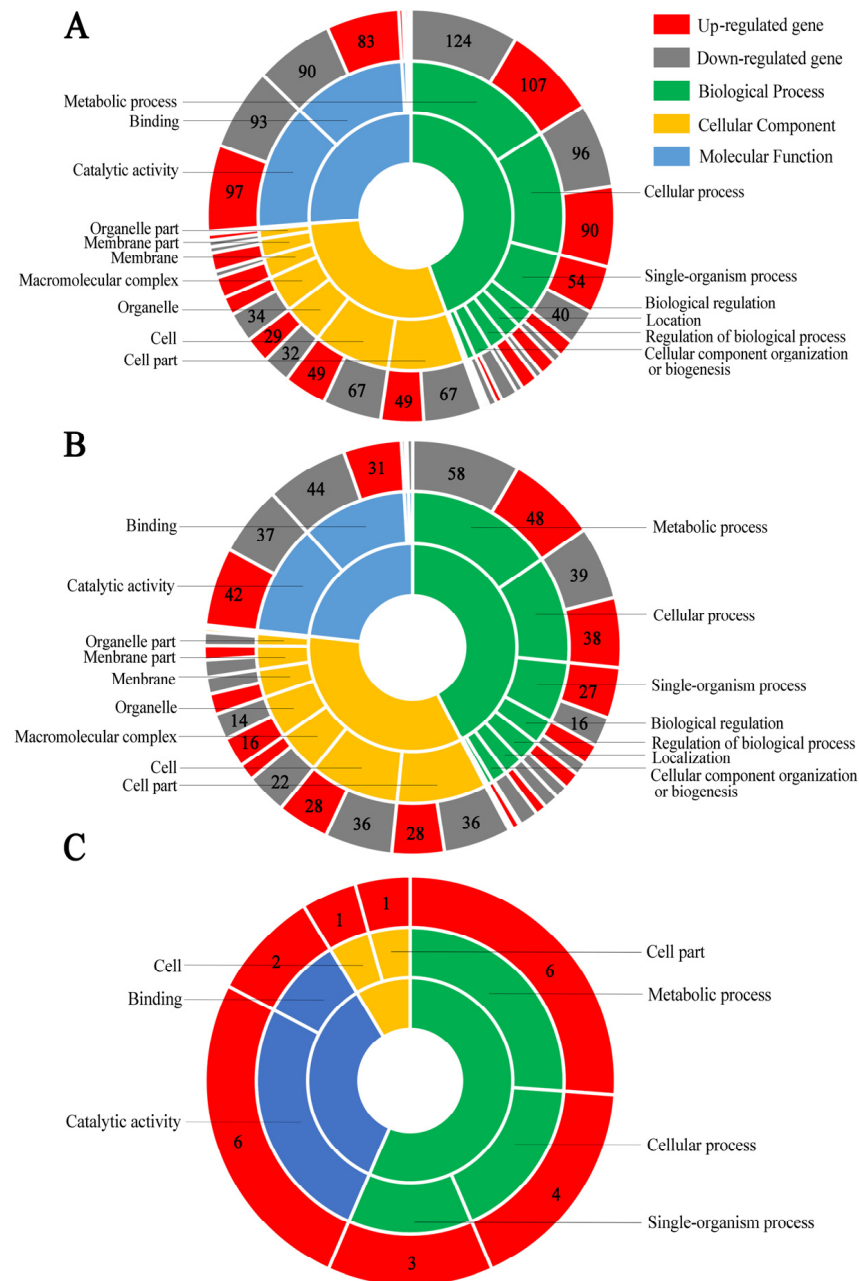 A
124
107
96
90
54
40
67
49
67
49
32
29
34
97
93
90
83
Up-regulated gene
Down-regulated gene
Biological Process
Cellular Component
Molecular Function
Metabolic process
Binding
Catalytic activity
Organelle part
Membrane part
Membrane
Macromolecular complex
Organelle
Cell
Cell part
Cellular process
Single-organism process
Biological regulation
Location
Regulation of biological process
Cellular component organization
or biogenesis
B
58
48
39
38
27
16
36
28
36
28
22
16
14
42
37
44
31
Binding
Catalytic activity
Organelle part
Menbrane part
Menbrane
Organelle
Macromolecular complex
Cell
Cell part
Metabolic process
Cellular process
Single-organism process
Biological regulation
Regulation of biological process
Localization
Cellular component organization
or biogenesis
C
1
1
2
6
6
4
3
Cell
Binding
Catalytic activity
Cell part
Metabolic process
Cellular process
Single-organism process